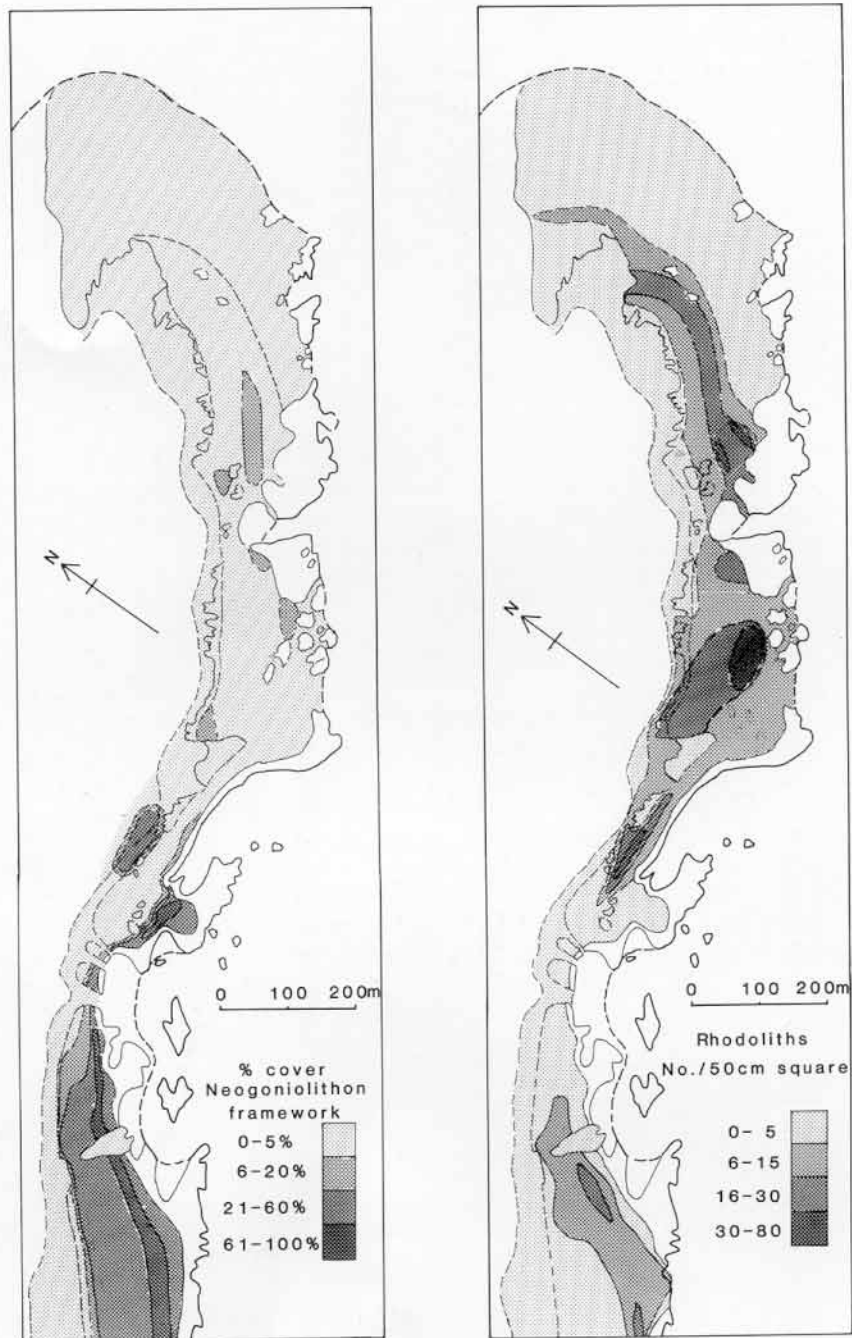 N
0 100 200m
% cover
Neogoniolithon
framework
0-5%
6-20%
21-60%
61-100%
N
0 100 200m
Rhodoliths
No./50cm square
0- 5
6-15
16-30
30-80